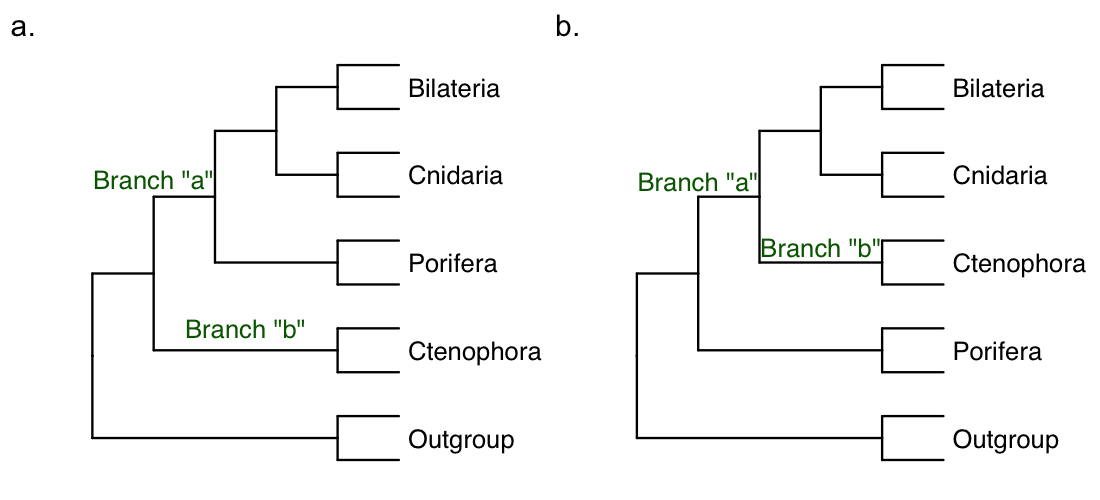 a.
Bilateria
Branch "a"
Cnidaria
Porifera
Branch "b"
Ctenophora
Outgroup
b.
Bilateria
Branch "a"
Cnidaria
Branch "b"
Ctenophora
Porifera
Outgroup